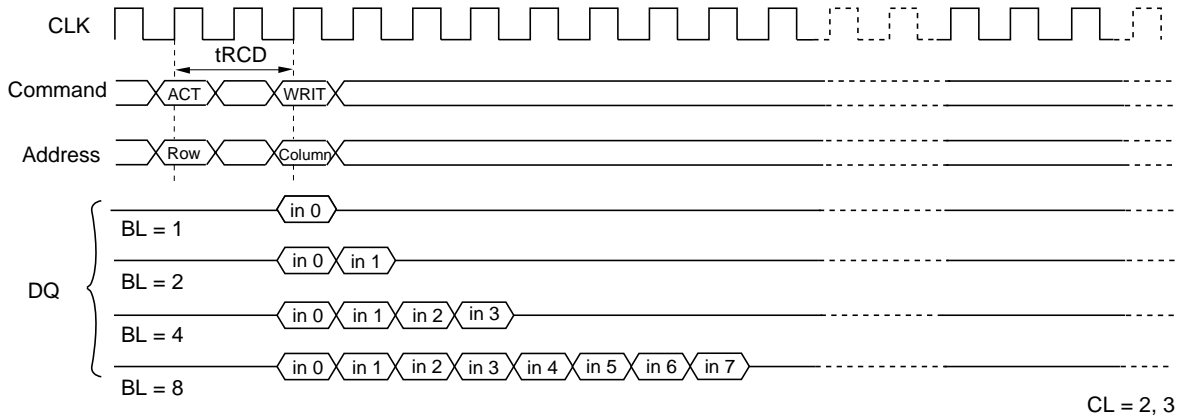 CLK
tRCD
Command ACT WRIT
Address Row Column
DQ
in 0
BL = 1
in 0 in 1
BL = 2
in 0 in 1 in 2 in 3
BL = 4
in 0 in 1 in 2 in 3 in 4 in 5 in 6 in 7
BL = 8
CL = 2, 3